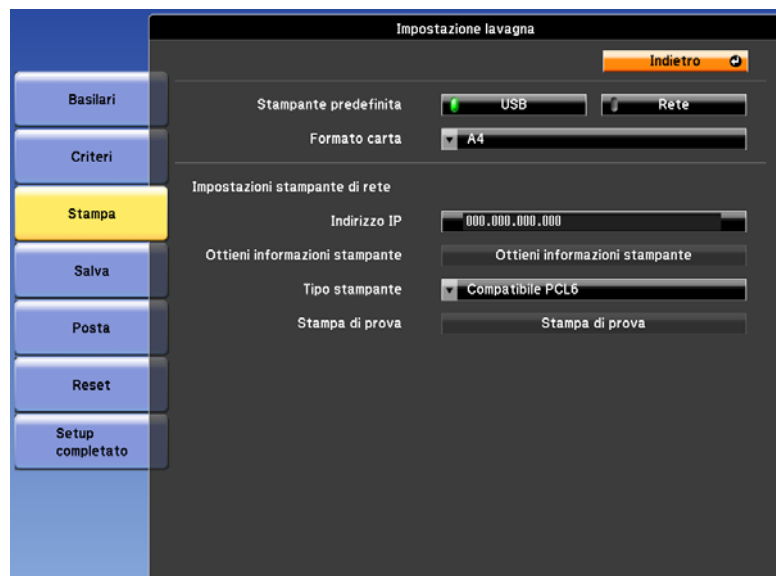 Impostazione lavagna
Indietro
Basilari
Criteri
Stampa
Salva
Posta
Reset
Setup
completato
Stampante predefinita USB Rete
Formato carta A4
Impostazioni stampante di rete
Indirizzo IP 000.000.000.000
Ottieni informazioni stampante Ottieni informazioni stampante
Tipo stampante Compatibile PCL6
Stampa di prova Stampa di prova